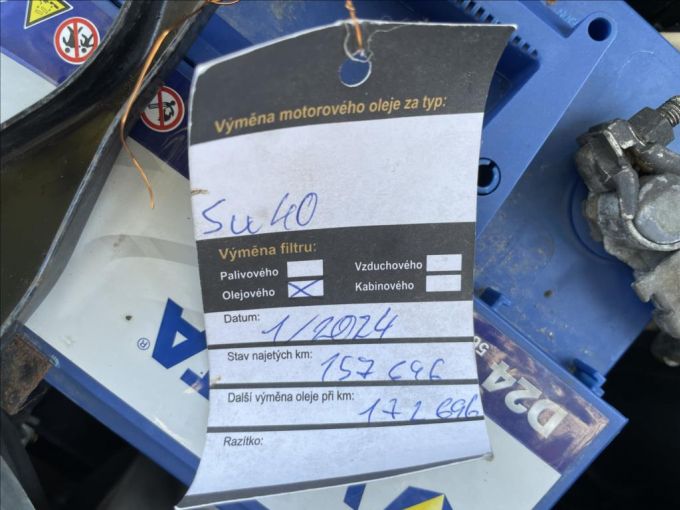 Výměna motorového oleje za typ:
5w40
Výměna filtru:
Palivového
Vzduchového
Olejového
Kabinového
Datum: 1/2024
Stav najetých km: 157 696
Další výměna oleje při km: 172 696
Razítko:
A®
D24